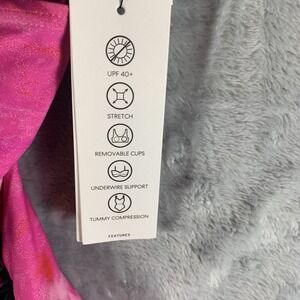 UPF 40+
STRETCH
REMOVABLE CUPS
UNDERWIRE SUPPORT
TUMMY COMPRESSION
FEATURES